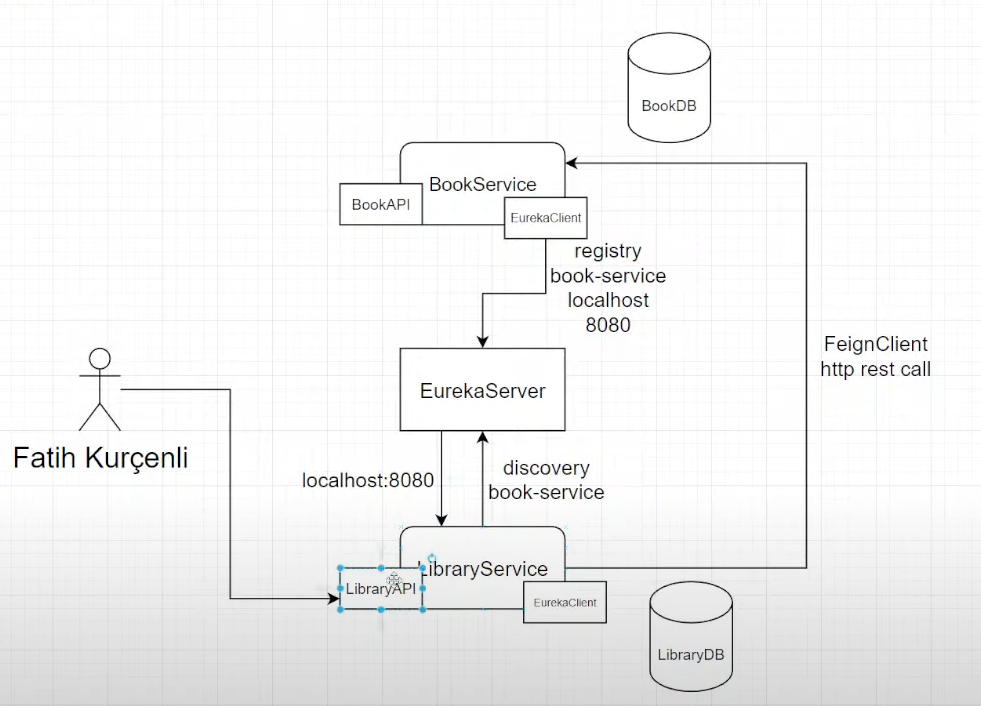 BookDB
BookService
BookAPI
EurekaClient
registry
book-service
localhost
8080
FeignClient
http rest call
EurekaServer
Fatih Kurçenli
localhost:8080
discovery
book-service
LibraryService
LibraryAPI
EurekaClient
LibraryDB